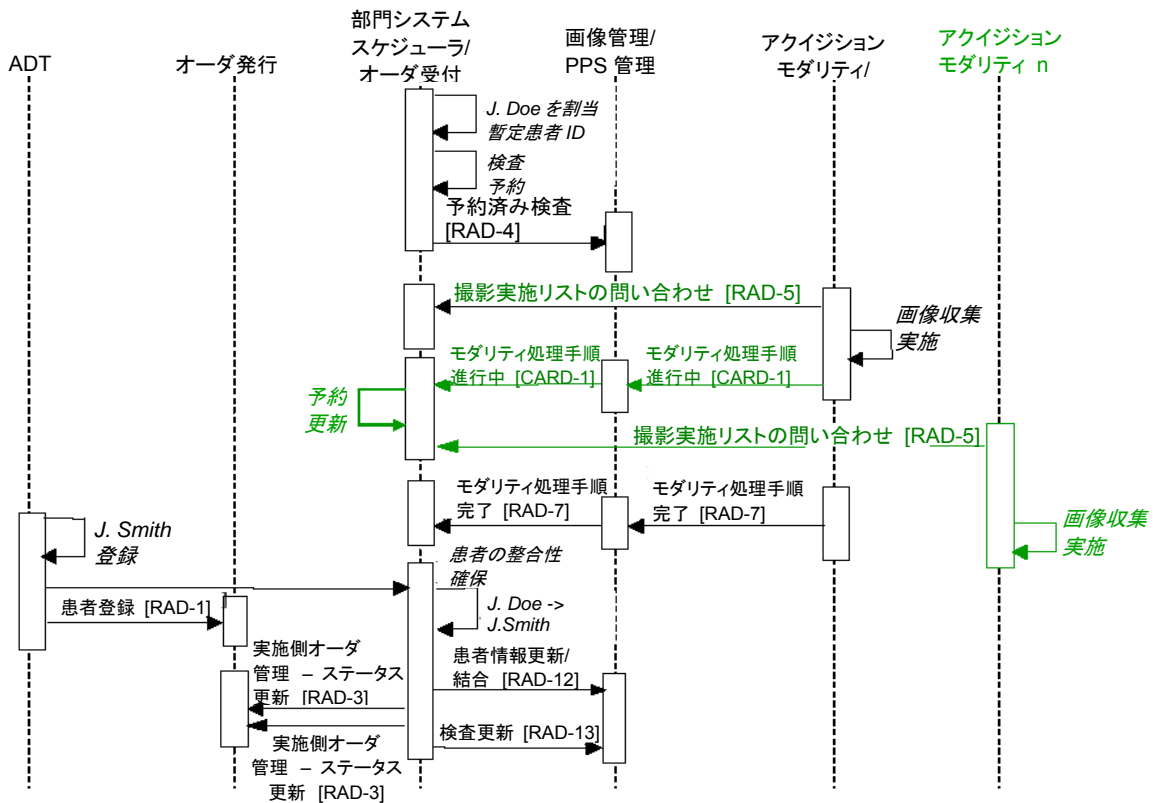 ADT
オーダ発行
部門システム
スケジューラ/
オーダ受付
画像管理/
PPS 管理
アクイジション
モダリティ/
アクイジション
モダリティ n
J. Doe を割当
暫定患者 ID
検査
予約
予約済み検査
[RAD-4]
撮影実施リストの問い合わせ [RAD-5]
画像収集
実施
モダリティ処理手順
進行中 [CARD-1]
モダリティ処理手順
進行中 [CARD-1]
予約
更新
撮影実施リストの問い合わせ [RAD-5]
モダリティ処理手順
完了 [RAD-7]
モダリティ処理手順
完了 [RAD-7]
J. Smith
登録
画像収集
実施
患者の整合性
確保
患者登録 [RAD-1]
J. Doe ->
J.Smith
実施側オーダ
管理 – ステータス
更新 [RAD-3]
患者情報更新/
結合 [RAD-12]
検査更新 [RAD-13]
実施側オーダ
管理 – ステータス
更新 [RAD-3]